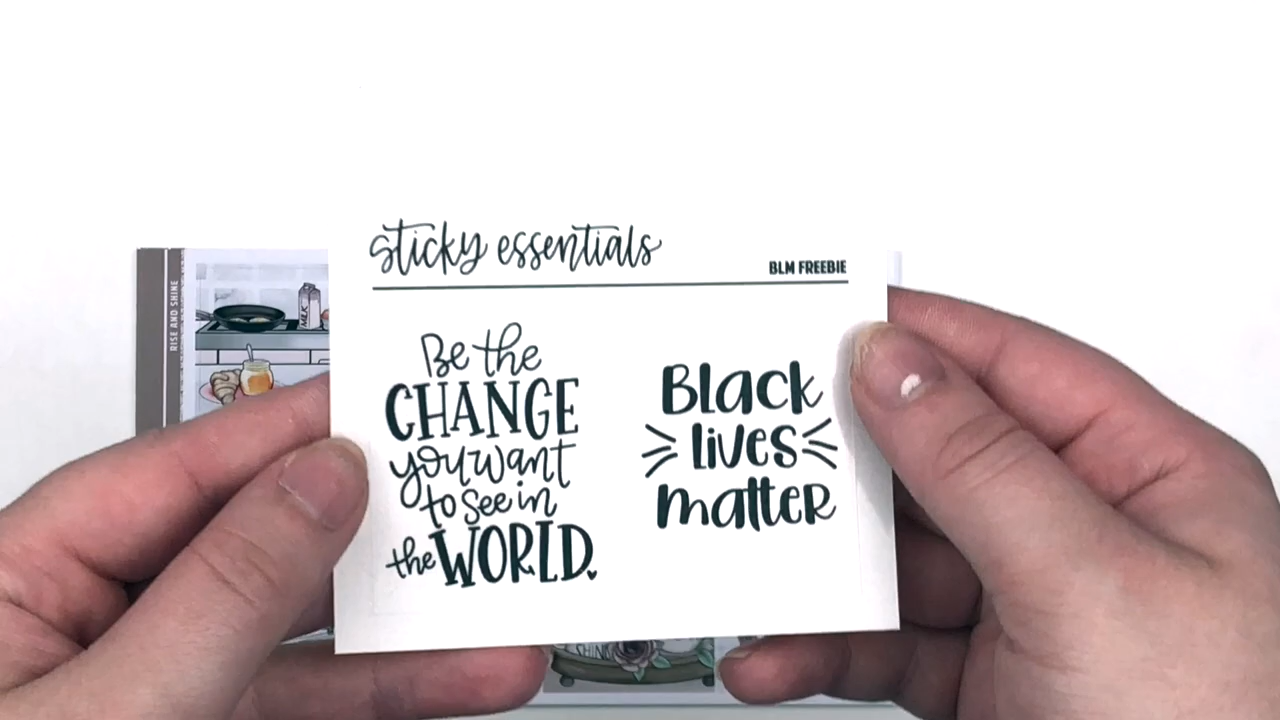 sticky essentials
BLM FREEBIE
Be the
CHANGE
you want
to see in
the WORLD.
Black
lives
matter
RISE AND SHINE
MILK
SHINE